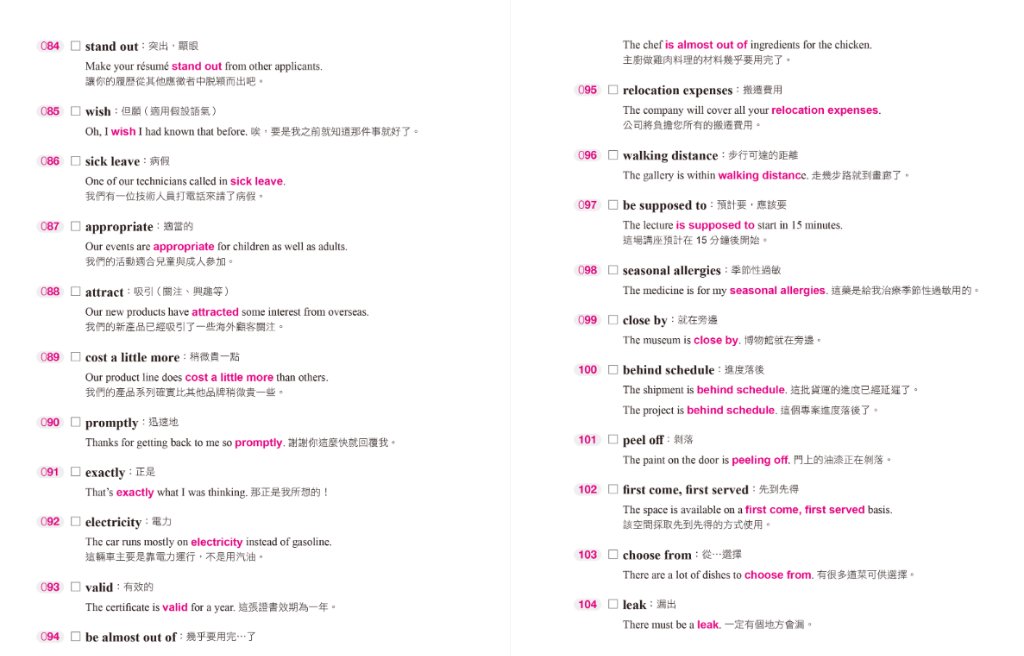 084 □ stand out：突出，顯眼
Make your résumé stand out from other applicants.
讓你的履歷從其他應徵者中脫穎而出吧。
085 □ wish：但願（適用假設語氣）
Oh, I wish I had known that before. 唉，要是我之前就知道那件事就好了。
086 □ sick leave：病假
One of our technicians called in sick leave.
我們有一位技術人員打電話來請了病假。
087 □ appropriate：適當的
Our events are appropriate for children as well as adults.
我們的活動適合兒童與成人參加。
088 □ attract：吸引（關注、興趣等）
Our new products have attracted some interest from overseas.
我們的新產品已經吸引了一些海外顧客關注。
089 □ cost a little more：稍微貴一點
Our product line does cost a little more than others.
我們的產品系列確實比其他品牌稍微貴一些。
090 □ promptly：迅速地
Thanks for getting back to me so promptly. 謝謝你這麼快就回覆我。
091 □ exactly：正是
That's exactly what I was thinking. 那正是我所想的！
092 □ electricity：電力
The car runs mostly on electricity instead of gasoline.
這輛車主要是靠電力運行，不是用汽油。
093 □ valid：有效的
The certificate is valid for a year. 這張證書效期為一年。
094 □ be almost out of：幾乎要用完…了
The chef is almost out of ingredients for the chicken.
主廚做雞肉料理的材料幾乎要用完了。
095 □ relocation expenses：搬遷費用
The company will cover all your relocation expenses.
公司將負擔您所有的搬遷費用。
096 □ walking distance：步行可達的距離
The gallery is within walking distance. 走幾步路就到畫廊了。
097 □ be supposed to：預計要，應該要
The lecture is supposed to start in 15 minutes.
這場講座預計在 15 分鐘後開始。
098 □ seasonal allergies：季節性過敏
The medicine is for my seasonal allergies. 這藥是給我治療季節性過敏用的。
099 □ close by：就在旁邊
The museum is close by. 博物館就在旁邊。
100 □ behind schedule：進度落後
The shipment is behind schedule. 這批貨運的進度已經延遲了。
The project is behind schedule. 這個專案進度落後了。
101 □ peel off：剝落
The paint on the door is peeling off. 門上的油漆正在剝落。
102 □ first come, first served：先到先得
The space is available on a first come, first served basis.
該空間採取先到先得的方式使用。
103 □ choose from：從…選擇
There are a lot of dishes to choose from. 有很多道菜可供選擇。
104 □ leak：漏出
There must be a leak. 一定有個地方會漏。